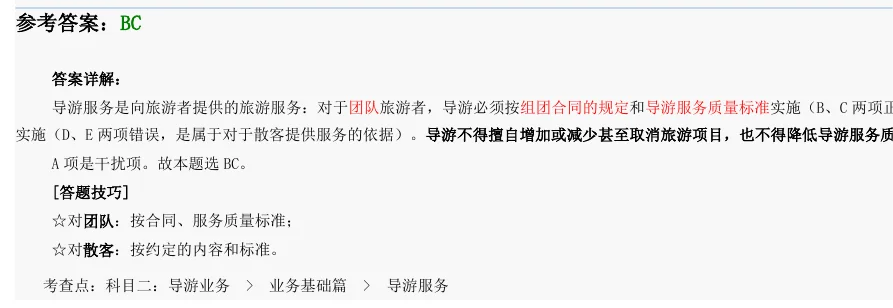 参考答案：BC
答案详解：
导游服务是向旅游者提供的旅游服务：对于团队旅游者，导游必须按组团合同的规定和导游服务质量标准实施（B、C 两项正
实施（D、E 两项错误，是属于对于散客提供服务的依据）。导游不得擅自增加或减少甚至取消旅游项目，也不得降低导游服务质
A 项是干扰项。故本题选 BC。
[答题技巧]
☆对团队：按合同、服务质量标准；
☆对散客：按约定的内容和标准。
考查点：科目二：导游业务 > 业务基础篇 > 导游服务